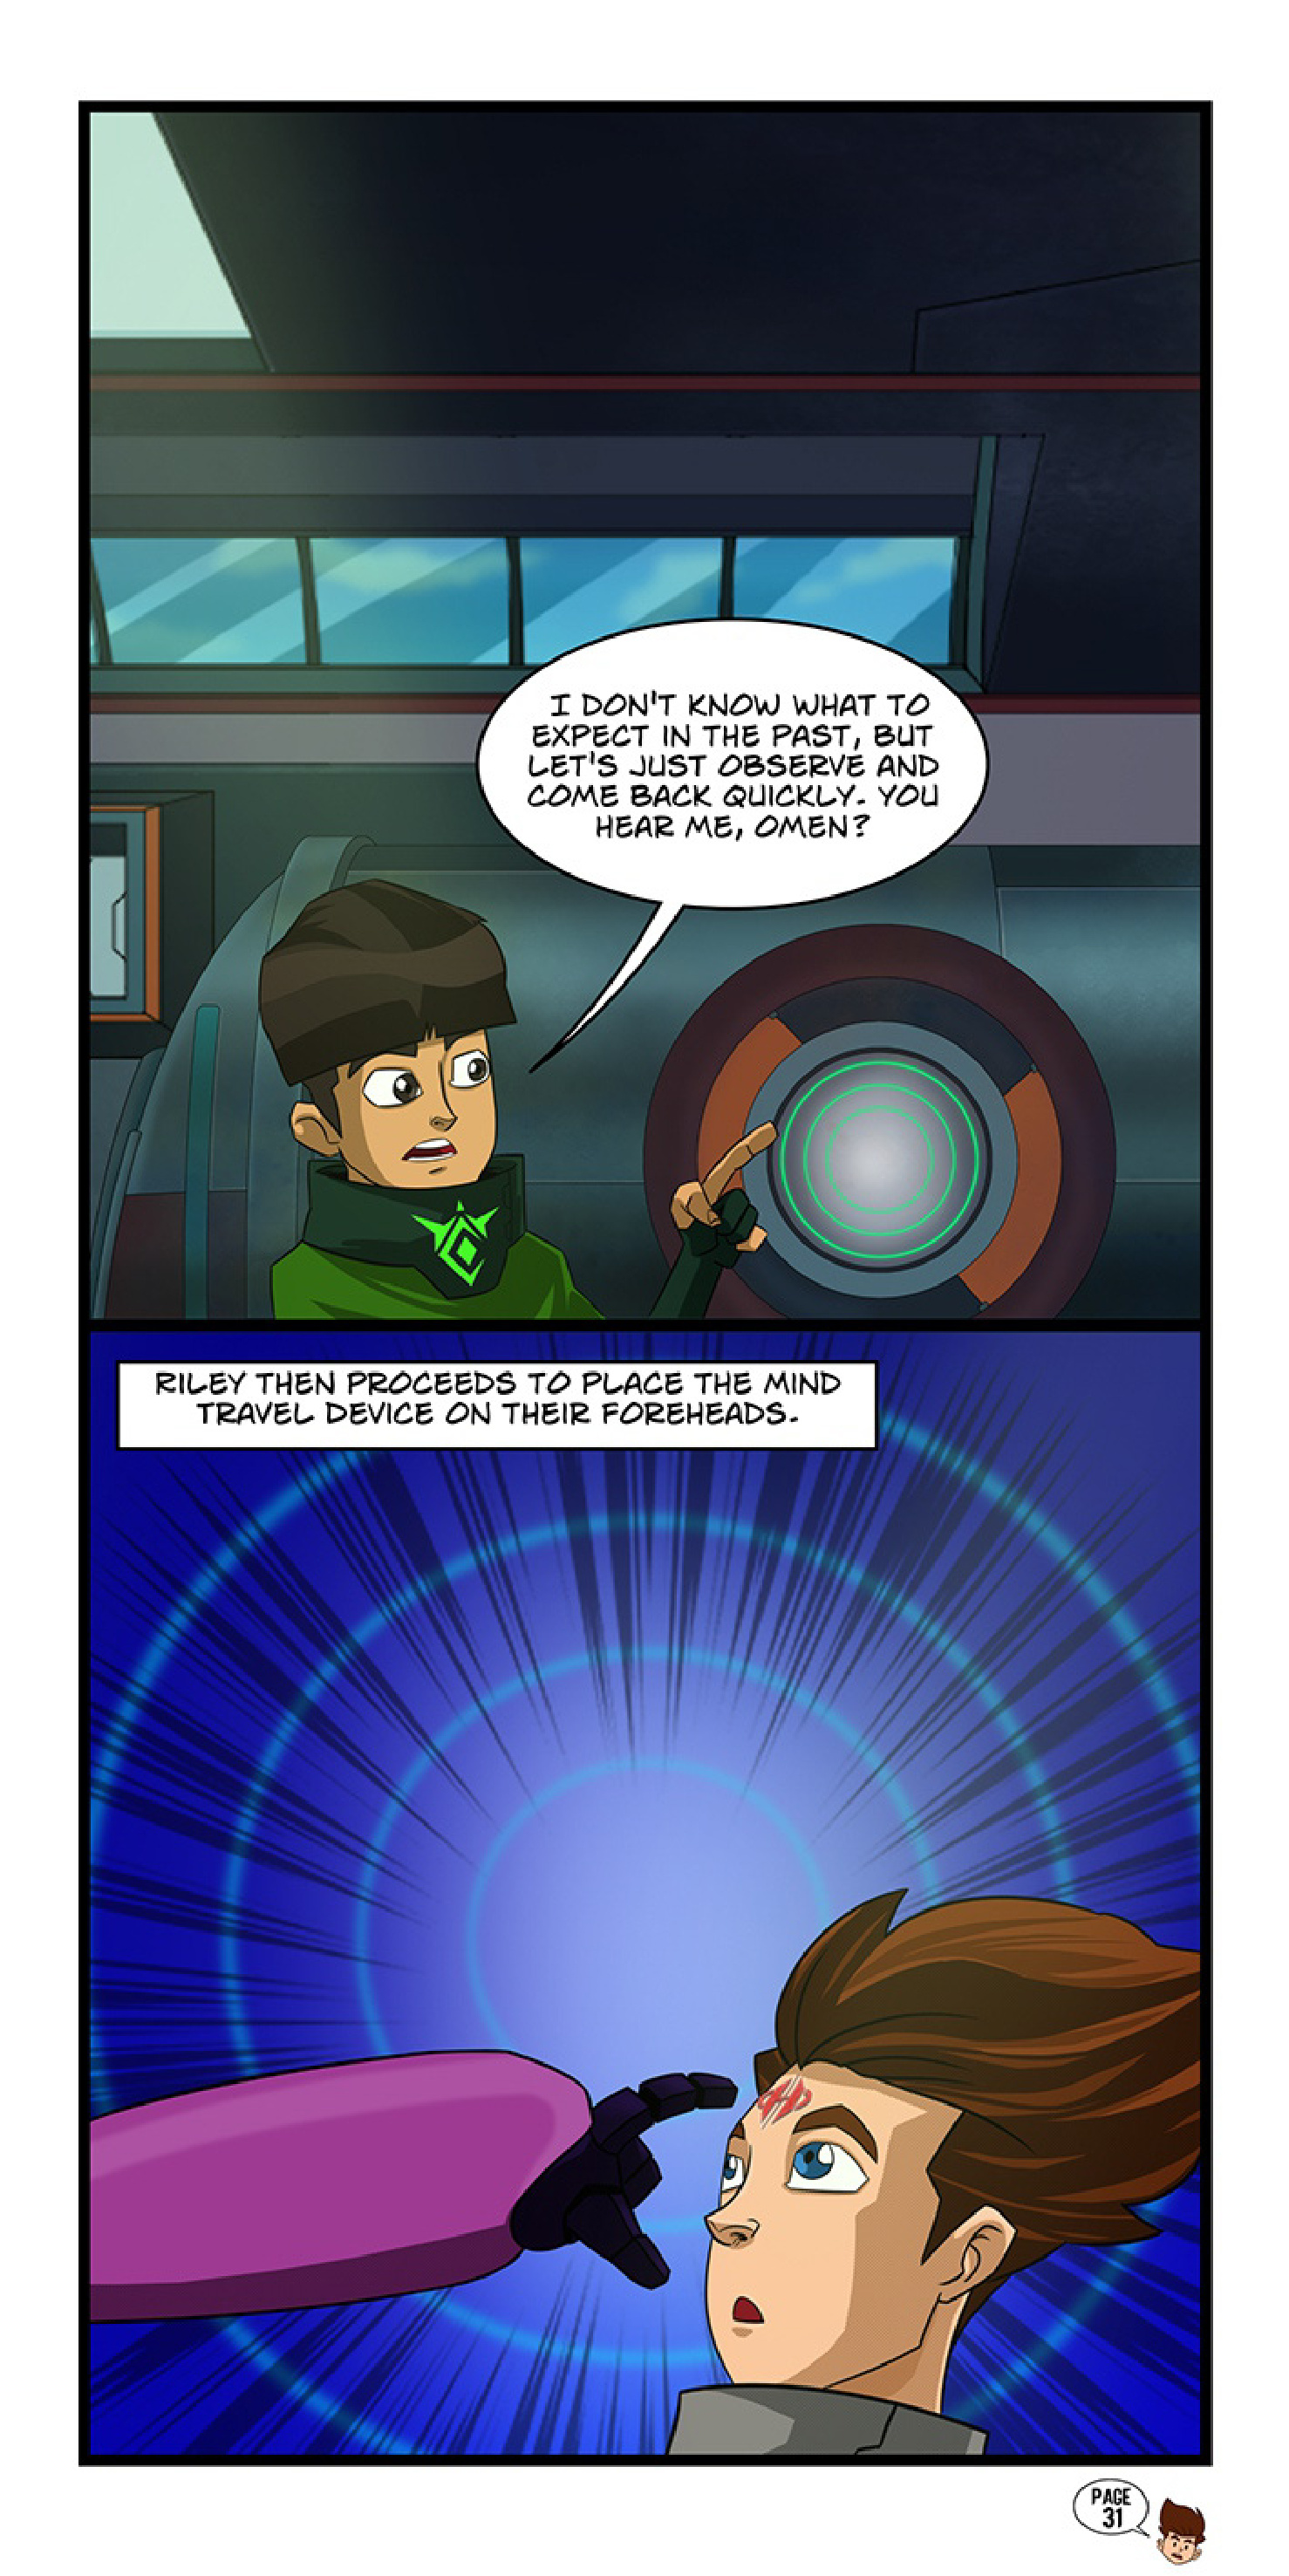 I DON'T KNOW WHAT TO
EXPECT IN THE PAST, BUT
LET'S JUST OBSERVE AND
COME BACK QUICKLY. YOU
HEAR ME, OMEN?
RILEY THEN PROCEEDS TO PLACE THE MIND
TRAVEL DEVICE ON THEIR FOREHEADS.
PAGE
31